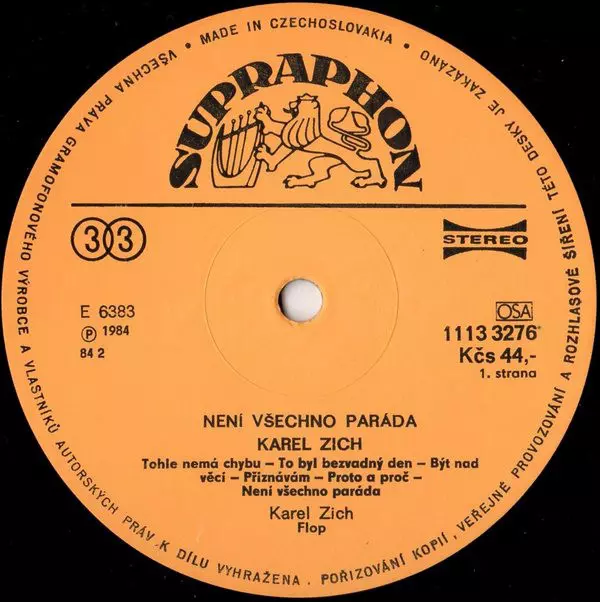 VŠECHNA PRÁVA GRAMOFONOVÉHO VÝROBCE A VLASTNÍKŮ AUTORSKÝCH PRÁV K DÍLU VYHRAŽENA. POŘIZOVÁNÍ KOPIÍ, VEŘEJNÉ PROVOZOVÁNÍ A ROZHLASOVÉ ŠÍŘENÍ TÉTO DESKY JE ZAKÁZÁNO • MADE IN CZECHOSLOVAKIA •
SUPRAPHON
33
STEREO
E 6383
Ⓟ 1984
84 2
OSA
1113 3276
Kčs 44,-
1. strana
NENÍ VŠECHNO PARÁDA
KAREL ZICH
Tohle nemá chybu – To byl bezvadný den – Být nad
věcí – Přiznávám – Proto a proč –
Není všechno paráda
Karel Zich
Flop